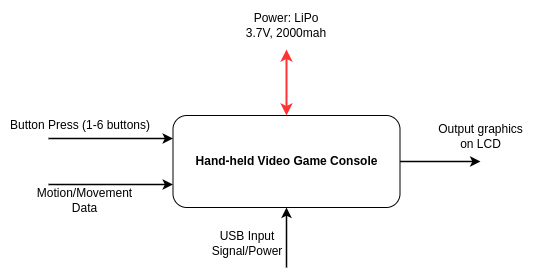 Power: LiPo
3.7V, 2000mah
Button Press (1-6 buttons)
Motion/Movement
Data
Hand-held Video Game Console
Output graphics
on LCD
USB Input
Signal/Power